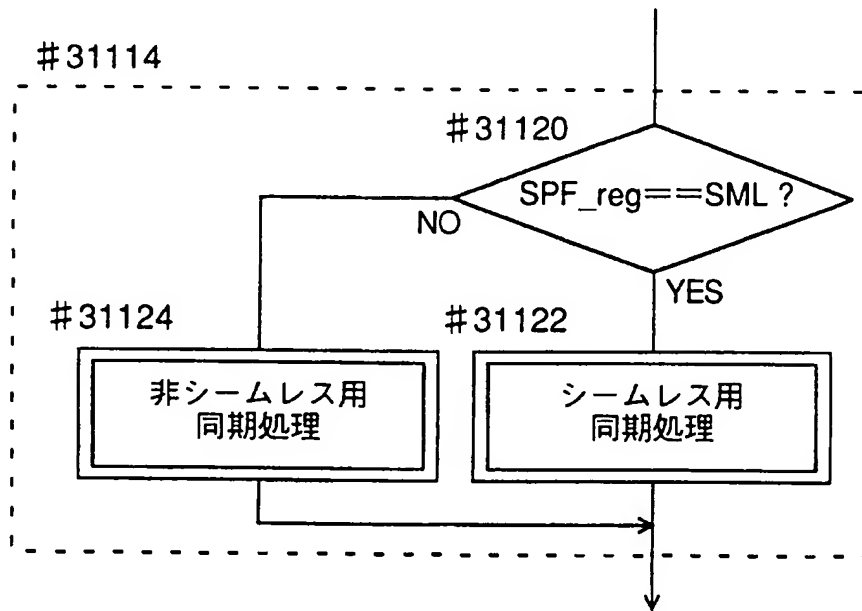 #31114
#31120
SPF_reg==SML?
NO
YES
#31124
#31122
非シームレス用
同期処理
シームレス用
同期処理